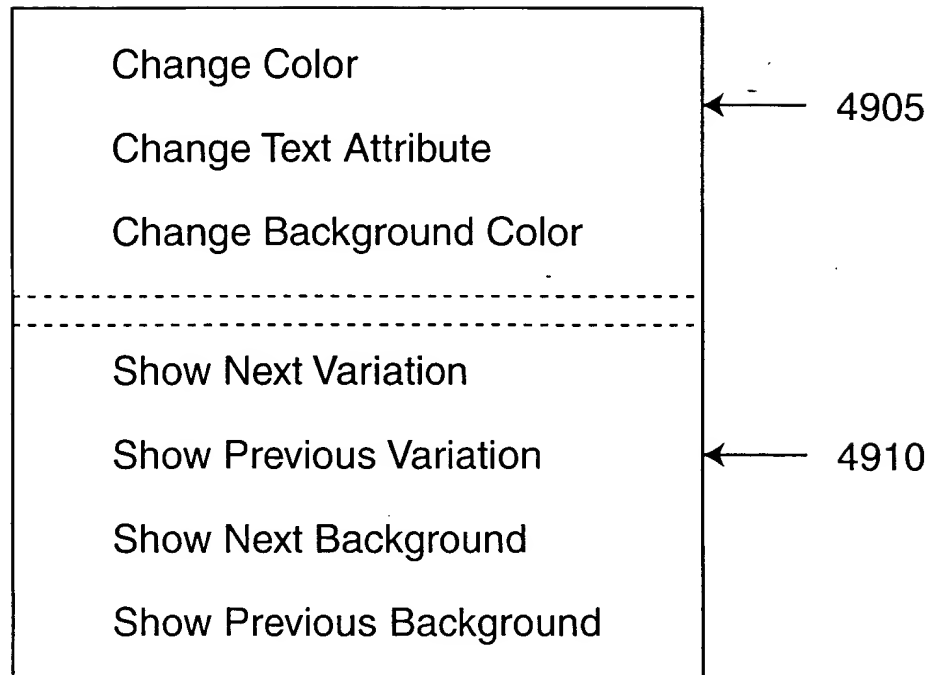 Change Color
4905
Change Text Attribute
Change Background Color
Show Next Variation
Show Previous Variation
4910
Show Next Background
Show Previous Background